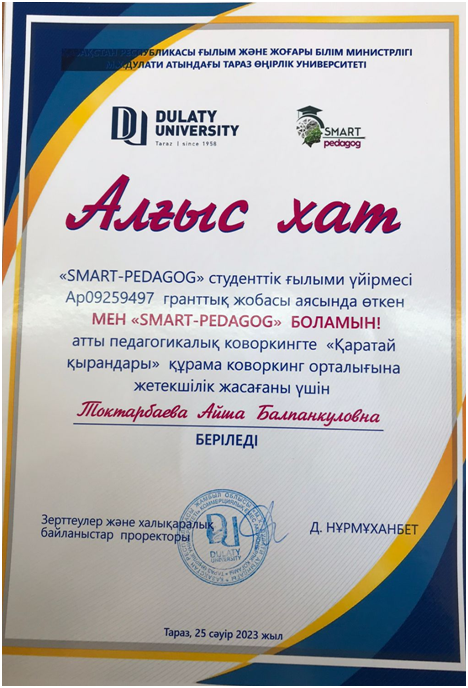 РЕСПУБЛИКАСЫ ҒЫЛЫМ ЖӘНЕ ЖОҒАРЫ БІЛІМ МИНИСТРЛІГІ
ДУЛАТИ АТЫНДАҒЫ ТАРАЗ ӨҢІРЛІК УНИВЕРСИТЕТІ
DULATY
UNIVERSITY
Taraz | since 1958
SMART
pedagog
Алғыс хат
«SMART-PEDAGOG» студенттік ғылыми үйірмесі
Ар09259497 гранттық жобасы аясында өткен
МЕН «SMART-PEDAGOG» БОЛАМЫН!
атты педагогикалық коворкингте «Қаратай
қырандары» құрама коворкинг орталығына
жетекшілік жасағаны үшін
Токтарбаева Айша Балпанкуловна
БЕРІЛЕДІ
Зерттеулер және халықаралық
байланыстар проректоры
Д. НҰРМҰХАНБЕТ
DULATY
UNIVERSITY
Тараз, 25 сәуір 2023 жыл